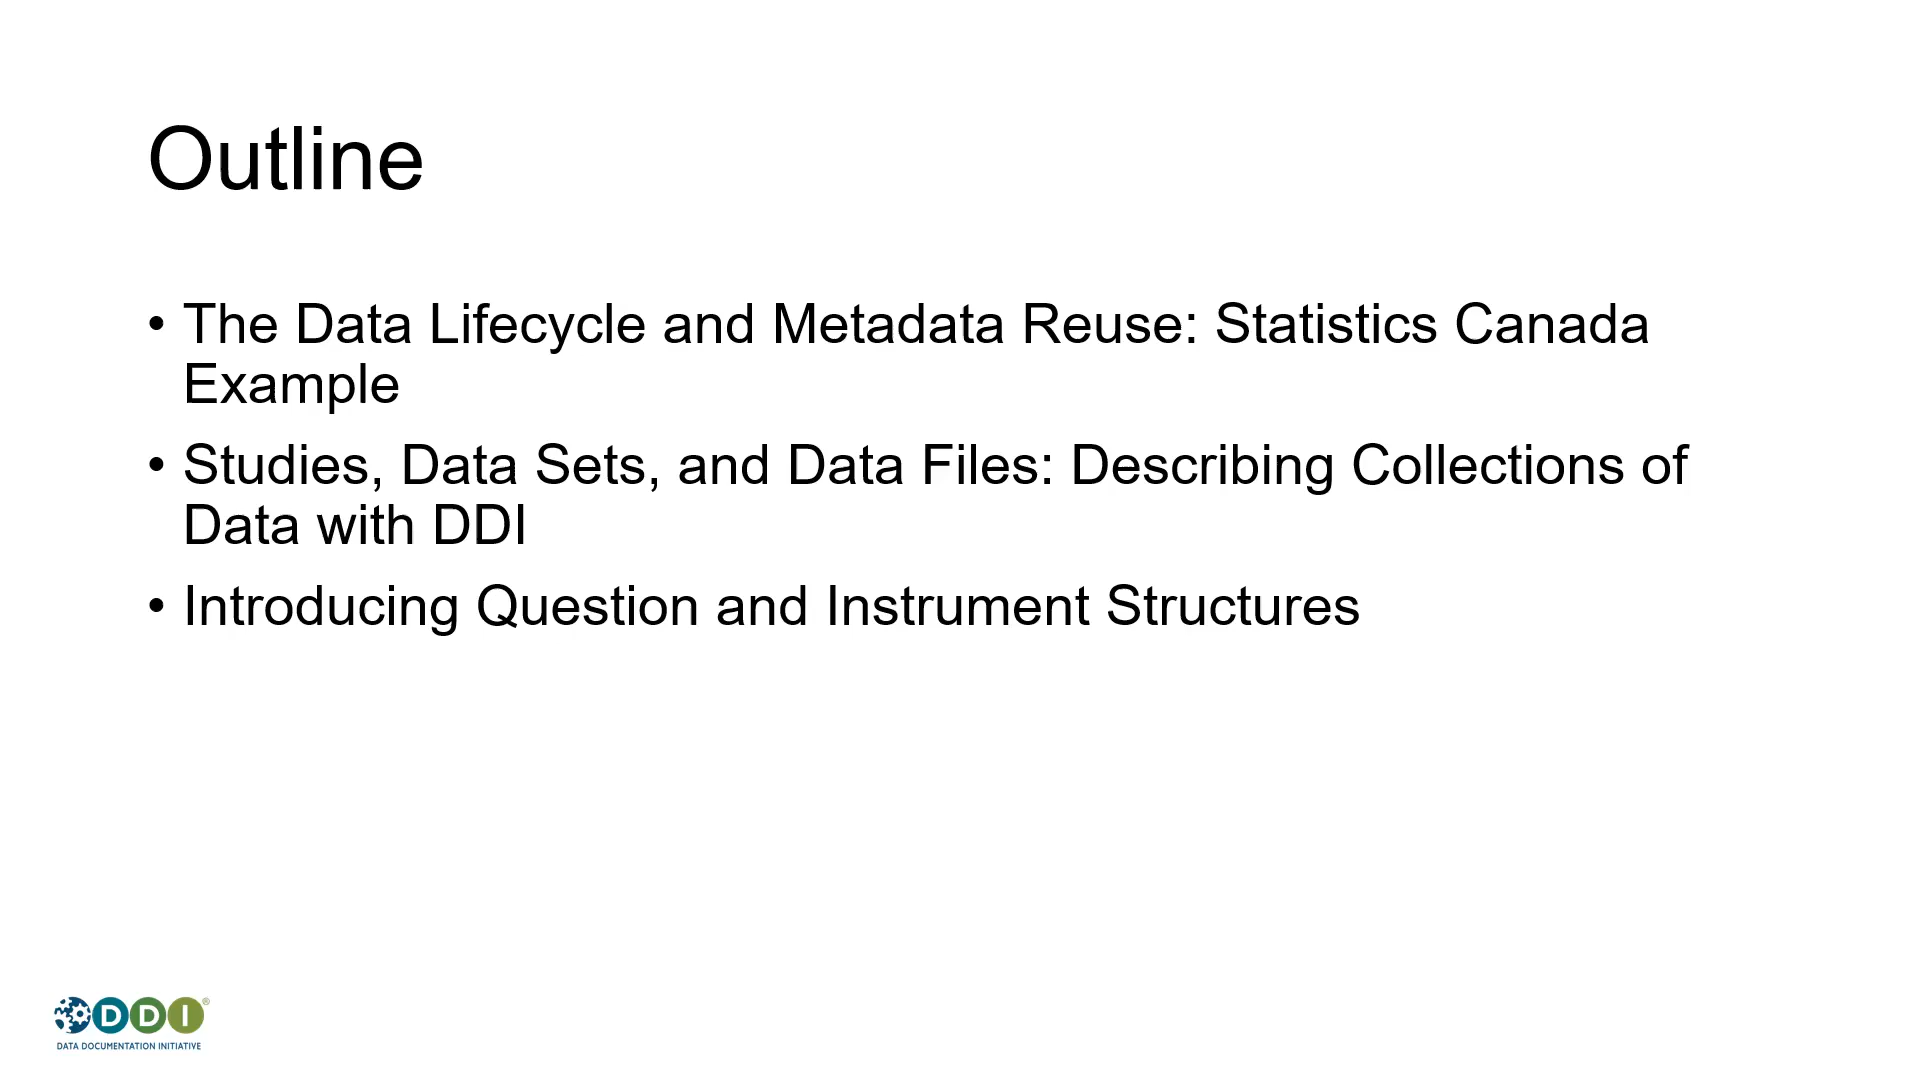 Outline
• The Data Lifecycle and Metadata Reuse: Statistics Canada
Example
• Studies, Data Sets, and Data Files: Describing Collections of
Data with DDI
• Introducing Question and Instrument Structures
DDI®
DATA DOCUMENTATION INITIATIVE